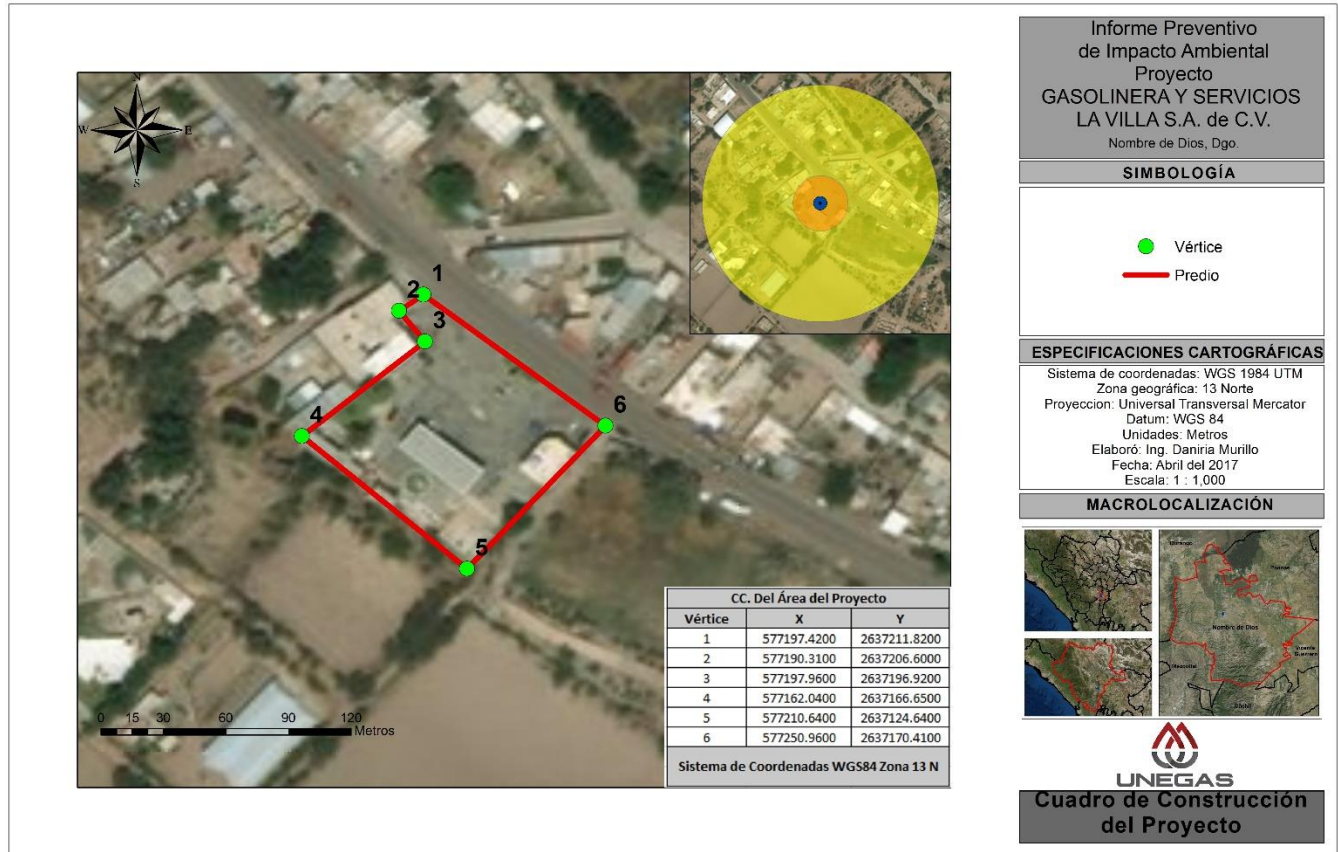 Informe Preventivo
de Impacto Ambiental
Proyecto
GASOLINERA Y SERVICIOS
LA VILLA S.A. de C.V.
Nombre de Dios, Dgo.
SIMBOLOGÍA
Vértice
Predio
ESPECIFICACIONES CARTOGRÁFICAS
Sistema de coordenadas: WGS 1984 UTM
Zona geográfica: 13 Norte
Proyeccion: Universal Transversal Mercator
Datum: WGS 84
Unidades: Metros
Elaboró: Ing. Daniria Murillo
Fecha: Abril del 2017
Escala: 1 : 1,000
MACROLOCALIZACIÓN
Durango
Poanas
Nombre de Dios
Vicente
Guerrero
Mezquital
Súchil
UNEGAS
Cuadro de Construcción
del Proyecto
N
W E
S
1
2
3
4
5
6
0 15 30 60 90 120
Metros
CC. Del Área del Proyecto
Vértice X Y
1 577197.4200 2637211.8200
2 577190.3100 2637206.6000
3 577197.9600 2637196.9200
4 577162.0400 2637166.6500
5 577210.6400 2637124.6400
6 577250.9600 2637170.4100
Sistema de Coordenadas WGS84 Zona 13 N